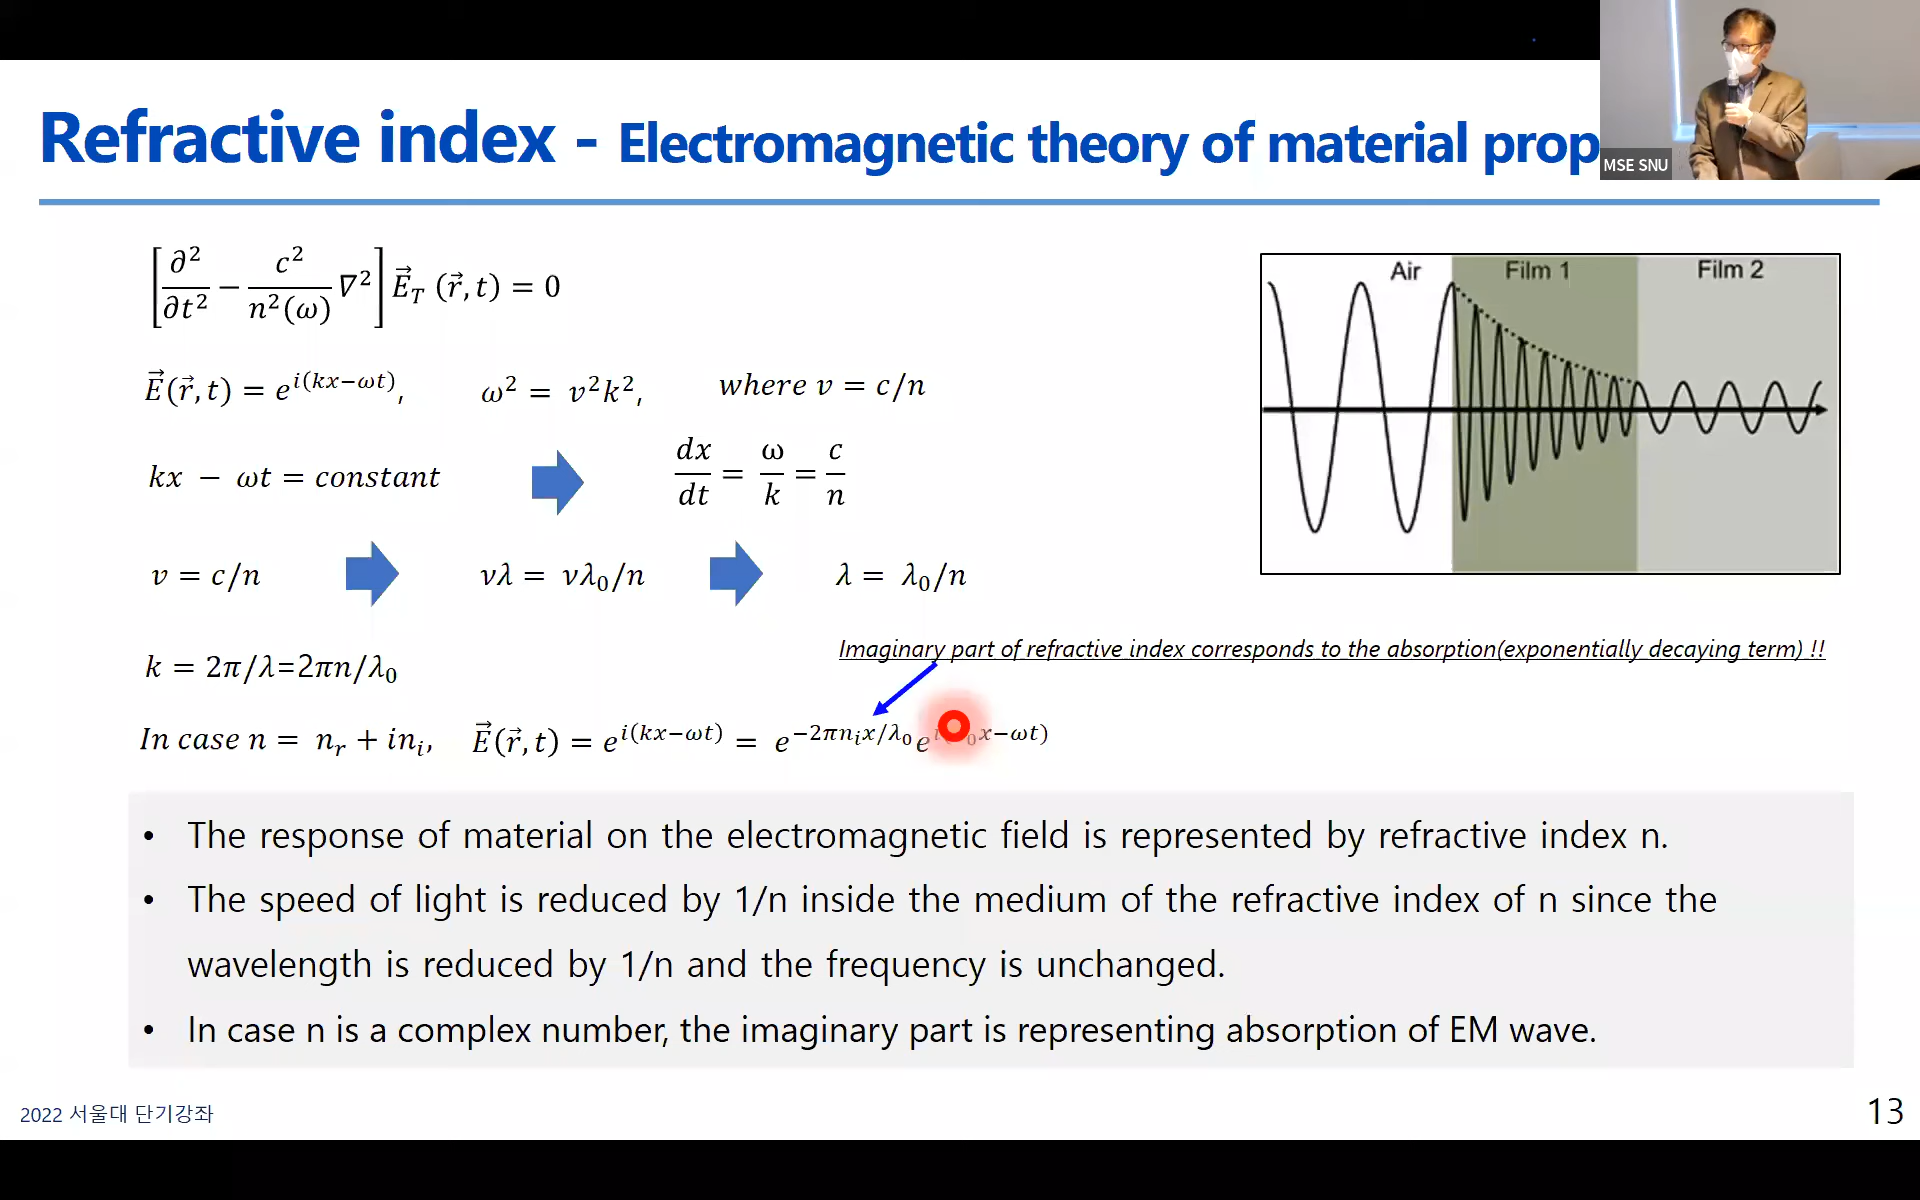 MSE SNU
Refractive index - Electromagnetic theory of material prop
[∂²/∂t² − c²/n²(ω) ∇²] E⃗_T (r⃗, t) = 0
E⃗(r⃗, t) = e^{i(kx−ωt)}, ω² = v²k², where v = c/n
kx − ωt = constant dx/dt = ω/k = c/n
v = c/n νλ = νλ₀/n λ = λ₀/n
k = 2π/λ=2πn/λ₀
Imaginary part of refractive index corresponds to the absorption(exponentially decaying term) !!
In case n = n_r + in_i, E⃗(r⃗, t) = e^{i(kx−ωt)} = e^{−2πn_i x/λ₀} e^{i( ₀x−ωt)}
Air Film 1 Film 2
• The response of material on the electromagnetic field is represented by refractive index n.
• The speed of light is reduced by 1/n inside the medium of the refractive index of n since the
wavelength is reduced by 1/n and the frequency is unchanged.
• In case n is a complex number, the imaginary part is representing absorption of EM wave.
2022 서울대 단기강좌
13